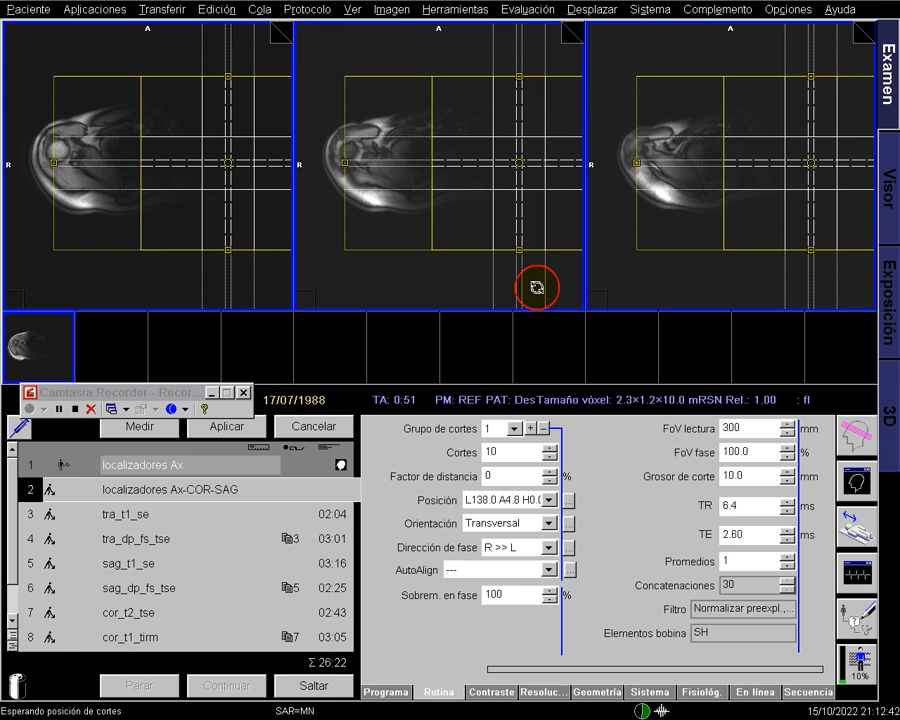 Paciente Aplicaciones Transferir Edición Cola Protocolo Ver Imagen Herramientas Evaluación Desplazar Sistema Complemento Opciones Ayuda
A A A
R R R
Examen
Visor
Exposición
3D
Camtasia Recorder - Recor...
17/07/1988 TA: 0:51 PM: REF PAT: DesTamaño vóxel: 2.3×1.2×10.0 mRSN Rel.: 1.00 : fl
Medir Aplicar Cancelar
1 localizadores Ax
2 localizadores Ax-COR-SAG
3 tra_t1_se 02:04
4 tra_dp_fs_tse 3 03:01
5 sag_t1_se 03:16
6 sag_dp_fs_tse 5 02:25
7 cor_t2_tse 02:43
8 cor_t1_tirm 7 03:05
Σ 26:22
Parar Continuar Saltar
Grupo de cortes 1 + −
Cortes 10
Factor de distancia 0 %
Posición L138.0 A4.8 H0.0 ...
Orientación Transversal ...
Dirección de fase R >> L ...
AutoAlign --- ...
Sobrem. en fase 100 %
FoV lectura 300 mm
FoV fase 100.0 %
Grosor de corte 10.0 mm
TR 6.4 ms
TE 2.60 ms
Promedios 1
Concatenaciones 30
Filtro Normalizar preexpl.,...
Elementos bobina SH
10%
Programa Rutina Contraste Resoluc... Geometría Sistema Fisiológ. En línea Secuencia
Esperando posición de cortes SAR=MN 15/10/2022 21:12:42